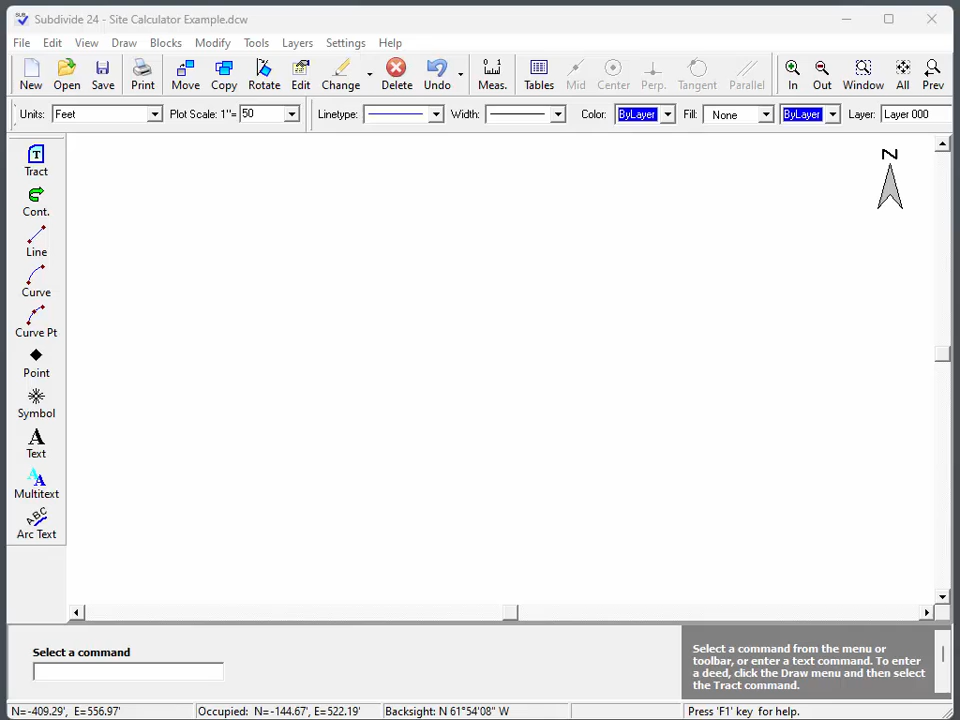 Subdivide 24 - Site Calculator Example.dcw
File Edit View Draw Blocks Modify Tools Layers Settings Help
New Open Save Print Move Copy Rotate Edit Change Delete Undo Meas. Tables Mid Center Perp. Tangent Parallel In Out Window All Prev
Units: Feet Plot Scale: 1"= 50 Linetype: Width: Color: ByLayer Fill: None ByLayer Layer: Layer 000
Tract
Cont.
Line
Curve
Curve Pt
Point
Symbol
Text
Multitext
Arc Text
N
Select a command
Select a command from the menu or
toolbar, or enter a text command. To enter
a deed, click the Draw menu and then select
the Tract command.
N=-409.29', E=556.97' Occupied: N=-144.67', E=522.19' Backsight: N 61°54'08" W Press 'F1' key for help.